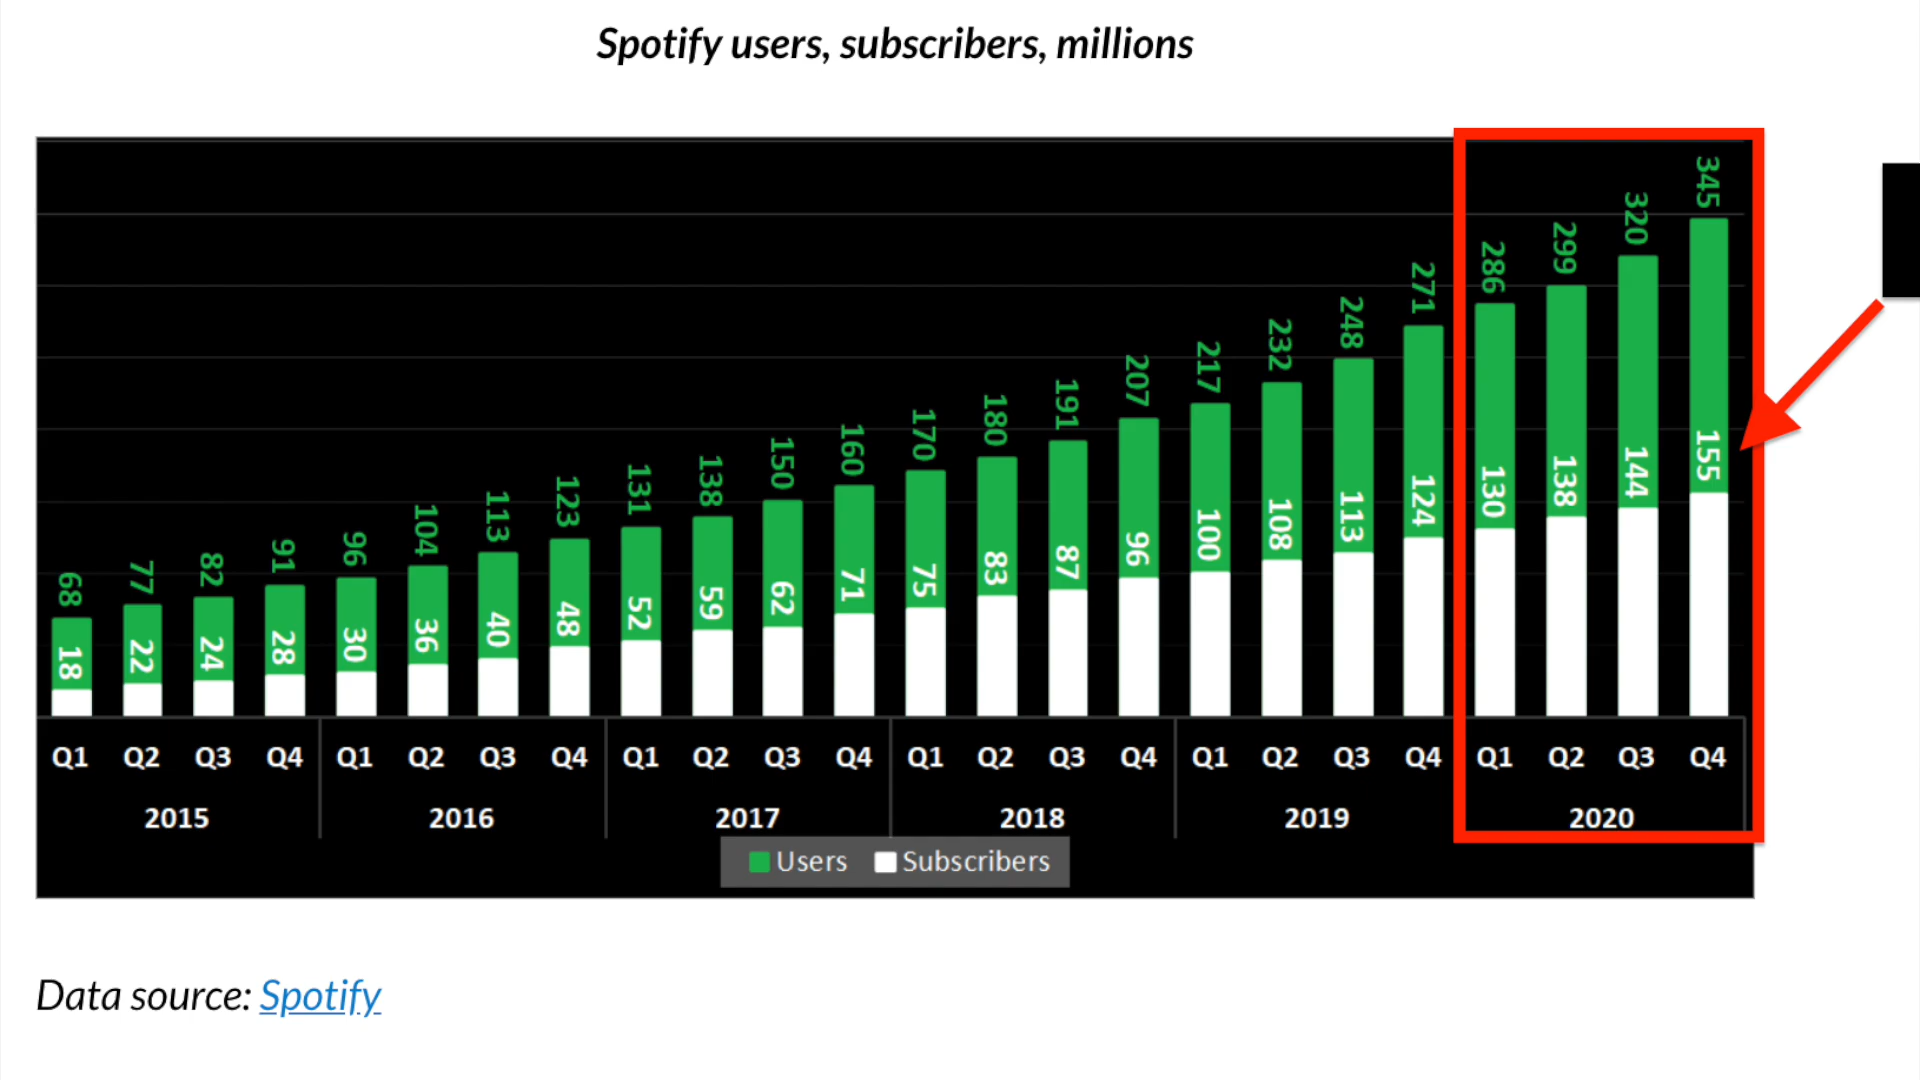 Spotify users, subscribers, millions
68 77 82 91 96 104 113 123 131 138 150 160 170 180 191 207 217 232 248 271 286 299 320 345
18 22 24 28 30 36 40 48 52 59 62 71 75 83 87 96 100 108 113 124 130 138 144 155
Q1 Q2 Q3 Q4 Q1 Q2 Q3 Q4 Q1 Q2 Q3 Q4 Q1 Q2 Q3 Q4 Q1 Q2 Q3 Q4 Q1 Q2 Q3 Q4
2015 2016 2017 2018 2019 2020
Users Subscribers
Data source: Spotify